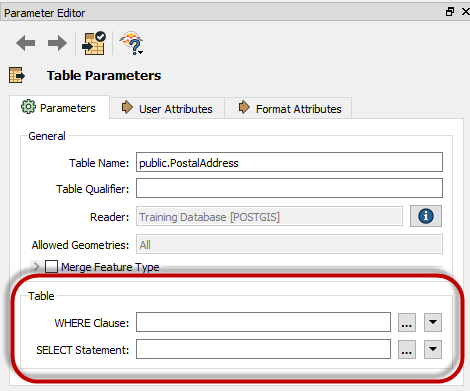 Parameter Editor
Table Parameters
Parameters
User Attributes
Format Attributes
General
Table Name: public.PostalAddress
Table Qualifier:
Reader: Training Database [POSTGIS]
Allowed Geometries: All
Merge Feature Type
Table
WHERE Clause: ...
SELECT Statement: ...